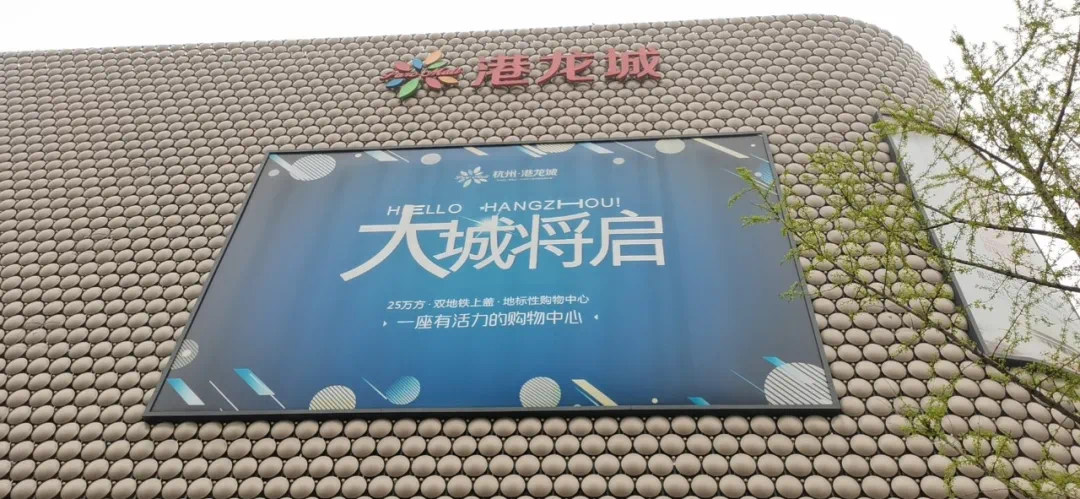 港龙城
杭州·港龙城
HELLO HANGZHOU!
大城将启
25万方·双地铁上盖·地标性购物中心
一座有活力的购物中心